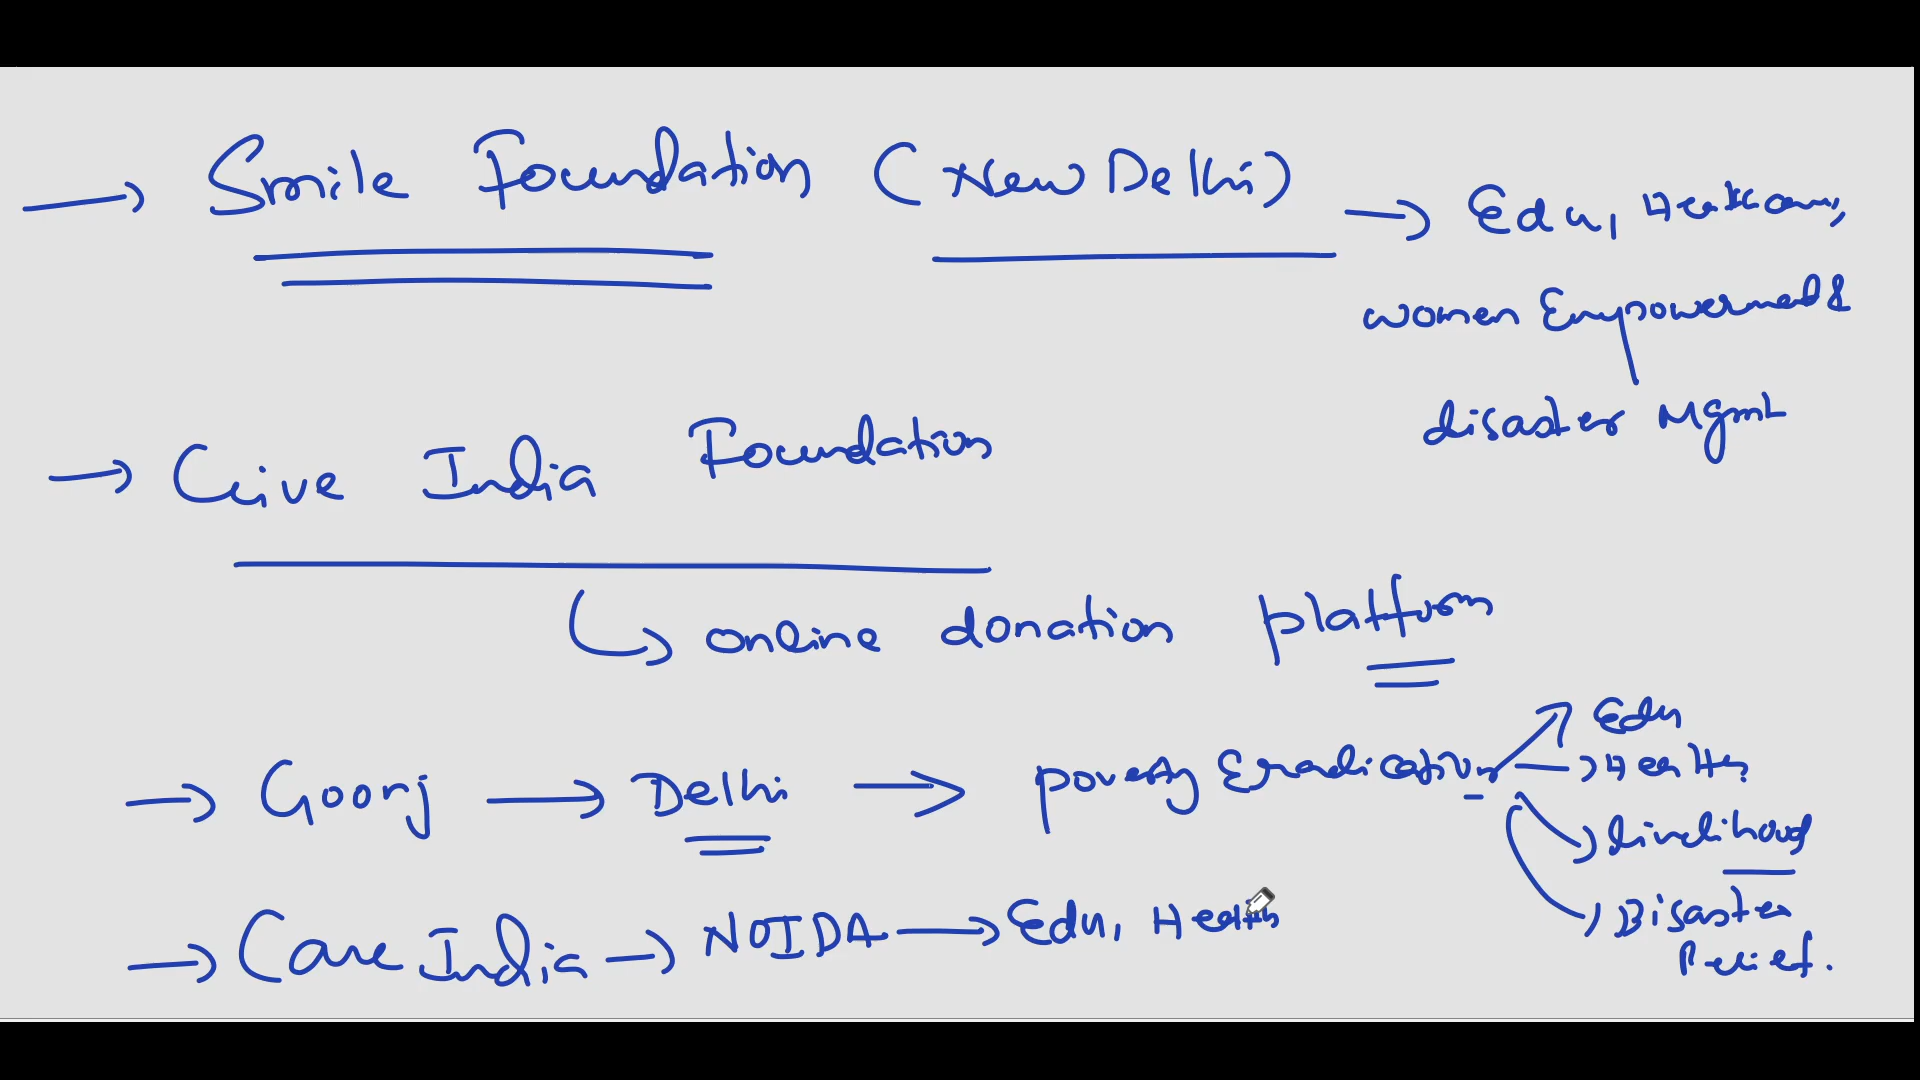 → Smile Foundation (New Delhi) → Edu, Healthcare,
women Empowerment &
disaster Mgmt
→ Give India Foundation
↳ online donation platform
→ Goonj → Delhi → poverty Eradication → Edu
→ Health
→ Livelihood
→ Disaster
Relief.
→ Care India → NOIDA → Edu, Health